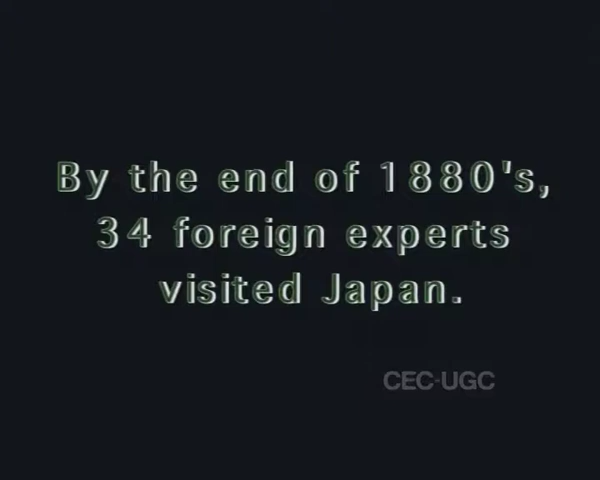 By the end of 1880's,
34 foreign experts
visited Japan.
CEC-UGC